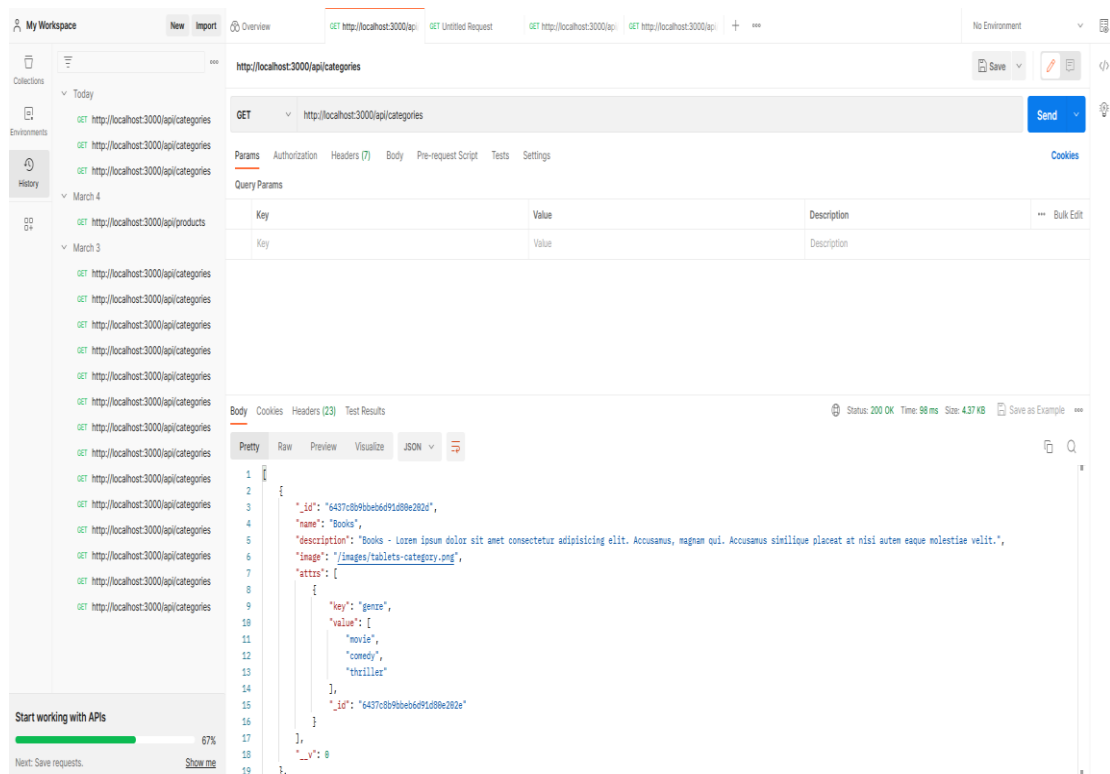 My Workspace New Import
Overview GET http://localhost:3000/api GET Untitled Request GET http://localhost:3000/api GET http://localhost:3000/api + ooo No Environment
Collections
Environments
History
Today
GET http://localhost:3000/api/categories
GET http://localhost:3000/api/categories
GET http://localhost:3000/api/categories
March 4
GET http://localhost:3000/api/products
March 3
GET http://localhost:3000/api/categories
GET http://localhost:3000/api/categories
GET http://localhost:3000/api/categories
GET http://localhost:3000/api/categories
GET http://localhost:3000/api/categories
GET http://localhost:3000/api/categories
GET http://localhost:3000/api/categories
GET http://localhost:3000/api/categories
GET http://localhost:3000/api/categories
GET http://localhost:3000/api/categories
GET http://localhost:3000/api/categories
GET http://localhost:3000/api/categories
GET http://localhost:3000/api/categories
GET http://localhost:3000/api/categories
Start working with APIs
67%
Next: Save requests. Show me
http://localhost:3000/api/categories Save
GET http://localhost:3000/api/categories Send
Params Authorization Headers (7) Body Pre-request Script Tests Settings Cookies
Query Params
Key Value Description Bulk Edit
Key Value Description
Body Cookies Headers (23) Test Results Status: 200 OK Time: 98 ms Size: 4.37 KB Save as Example
Pretty Raw Preview Visualize JSON
1 [
2 {
3 "_id": "6437c8b9bbeb6d91d80e202d",
4 "name": "Books",
5 "description": "Books - Lorem ipsum dolor sit amet consectetur adipisicing elit. Accusamus, magnam qui. Accusamus similique placeat at nisi autem eaque molestiae velit.",
6 "image": "/images/tablets-category.png",
7 "attrs": [
8 {
9 "key": "genre",
10 "value": [
11 "movie",
12 "comedy",
13 "thriller"
14 ],
15 "_id": "6437c8b9bbeb6d91d80e202e"
16 }
17 ],
18 "__v": 0
19 },